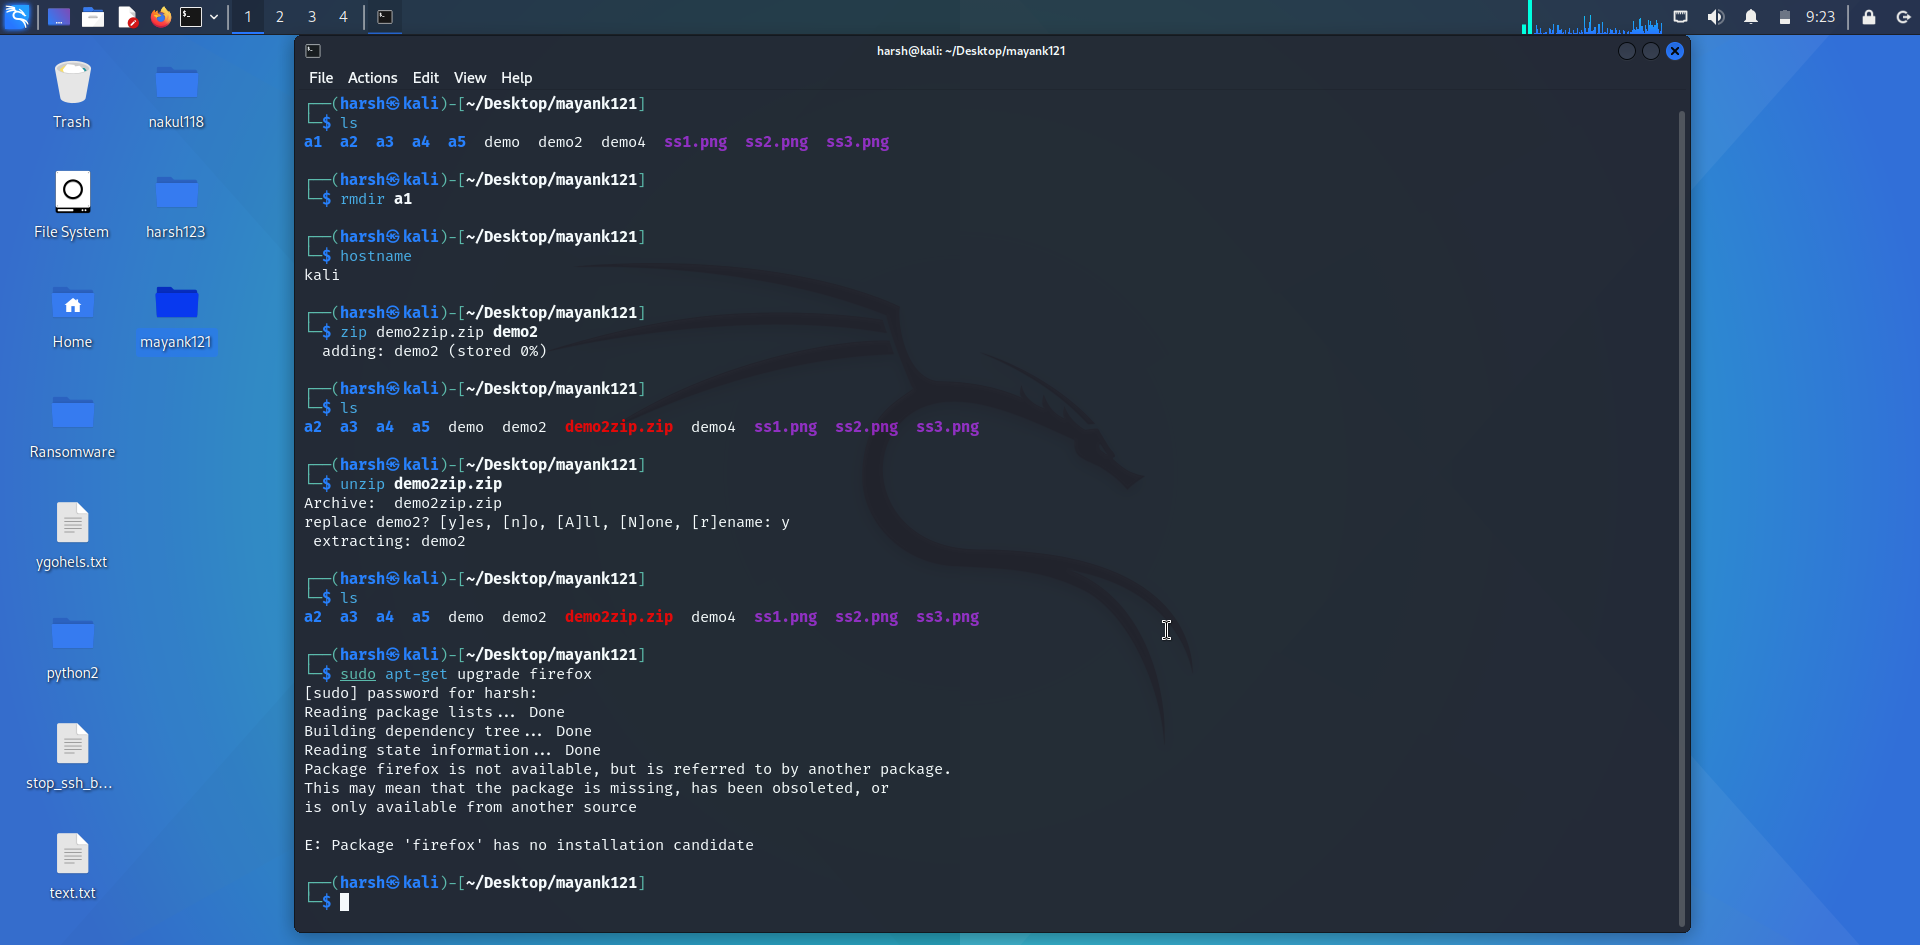 1 2 3 4
9:23
harsh@kali: ~/Desktop/mayank121
File Actions Edit View Help
Trash
nakul118
File System
harsh123
Home
mayank121
Ransomware
ygohels.txt
python2
stop_ssh_b...
text.txt
┌──(harsh㉿kali)-[~/Desktop/mayank121]
└─$ ls
a1 a2 a3 a4 a5 demo demo2 demo4 ss1.png ss2.png ss3.png
┌──(harsh㉿kali)-[~/Desktop/mayank121]
└─$ rmdir a1
┌──(harsh㉿kali)-[~/Desktop/mayank121]
└─$ hostname
kali
┌──(harsh㉿kali)-[~/Desktop/mayank121]
└─$ zip demo2zip.zip demo2
adding: demo2 (stored 0%)
┌──(harsh㉿kali)-[~/Desktop/mayank121]
└─$ ls
a2 a3 a4 a5 demo demo2 demo2zip.zip demo4 ss1.png ss2.png ss3.png
┌──(harsh㉿kali)-[~/Desktop/mayank121]
└─$ unzip demo2zip.zip
Archive: demo2zip.zip
replace demo2? [y]es, [n]o, [A]ll, [N]one, [r]ename: y
extracting: demo2
┌──(harsh㉿kali)-[~/Desktop/mayank121]
└─$ ls
a2 a3 a4 a5 demo demo2 demo2zip.zip demo4 ss1.png ss2.png ss3.png
┌──(harsh㉿kali)-[~/Desktop/mayank121]
└─$ sudo apt-get upgrade firefox
[sudo] password for harsh:
Reading package lists... Done
Building dependency tree... Done
Reading state information... Done
Package firefox is not available, but is referred to by another package.
This may mean that the package is missing, has been obsoleted, or
is only available from another source
E: Package 'firefox' has no installation candidate
┌──(harsh㉿kali)-[~/Desktop/mayank121]
└─$